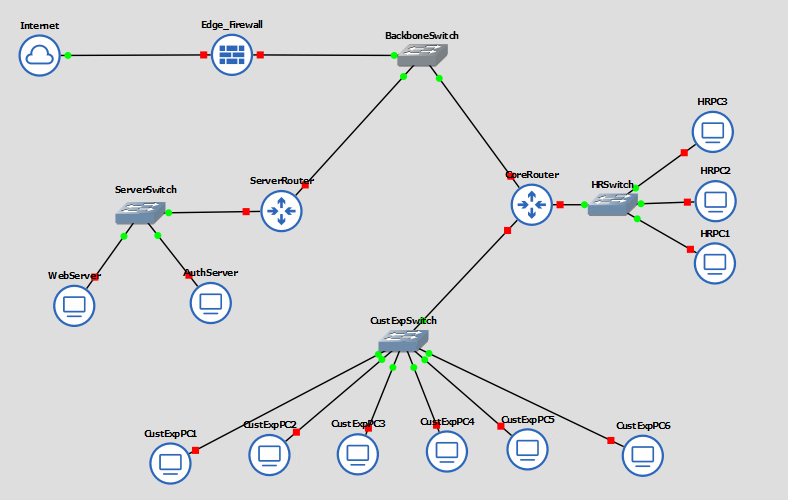 Internet
Edge_Firewall
BackboneSwitch
HRPC3
HRPC2
HRPC1
ServerSwitch
ServerRouter
CoreRouter
HRSwitch
WebServer
AuthServer
CustExpSwitch
CustExpPC1
CustExpPC2
CustExpPC3
CustExpPC4
CustExpPC5
CustExpPC6